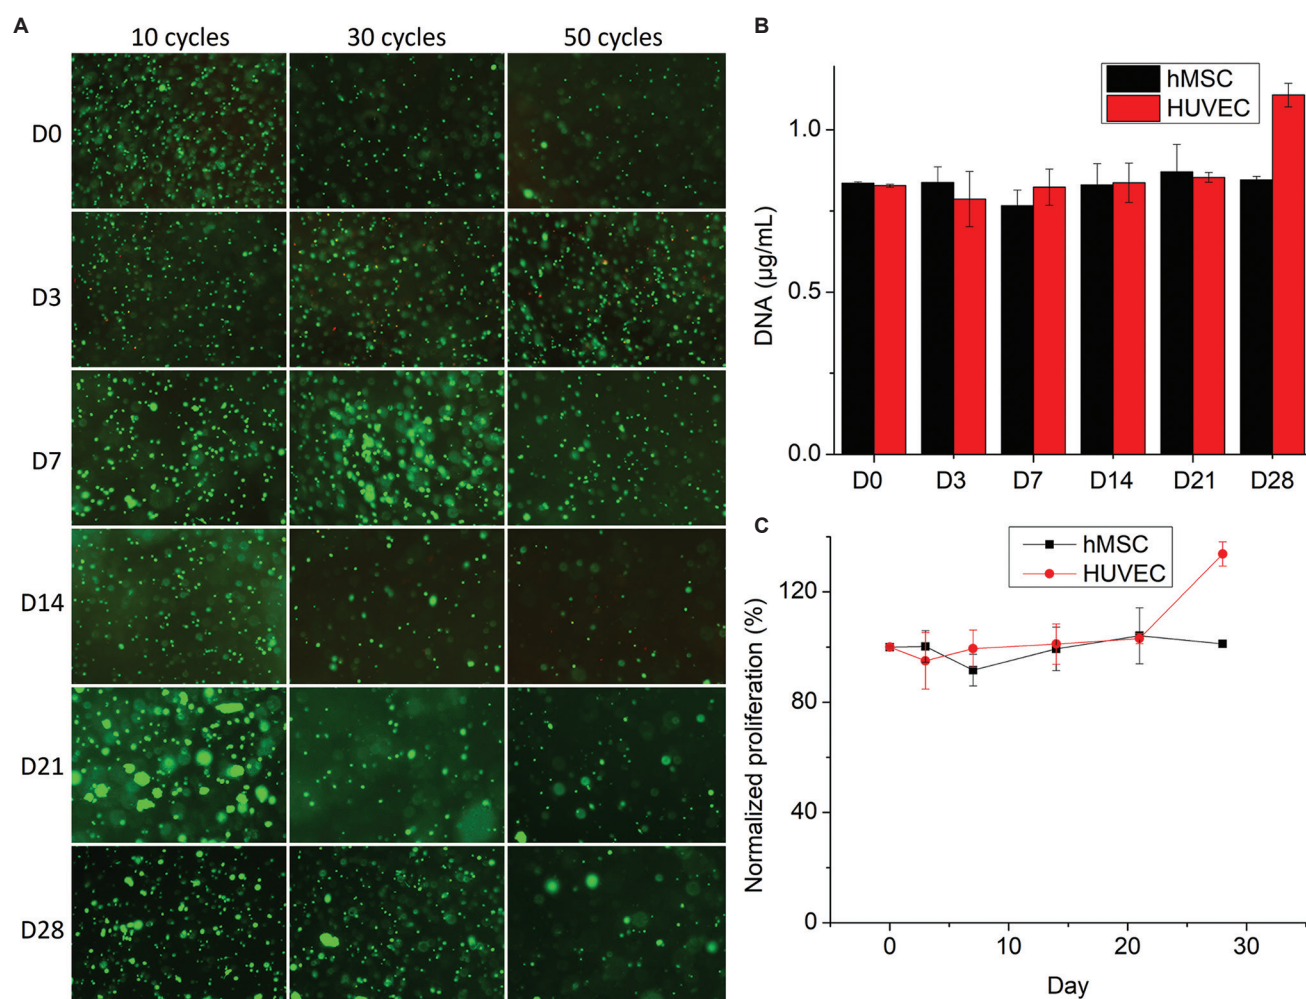 A
10 cycles 30 cycles 50 cycles
D0
D3
D7
D14
D21
D28
B
hMSC
HUVEC
DNA (µg/mL)
1.0
0.5
0.0
D0 D3 D7 D14 D21 D28
C
hMSC
HUVEC
Normalized proliferation (%)
120
80
40
0
0 10 20 30
Day